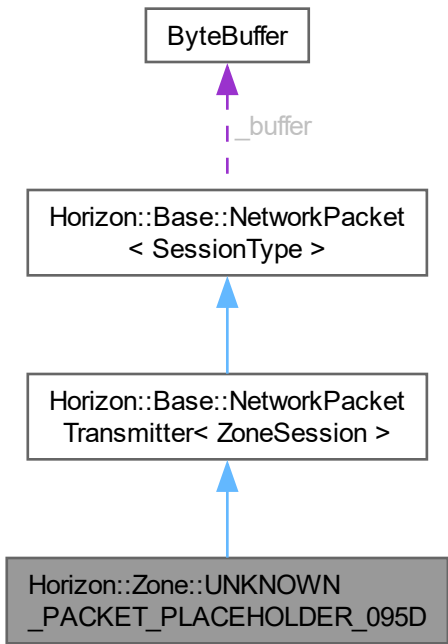 ByteBuffer
_buffer
Horizon::Base::NetworkPacket
< SessionType >
Horizon::Base::NetworkPacket
Transmitter< ZoneSession >
Horizon::Zone::UNKNOWN
_PACKET_PLACEHOLDER_095D